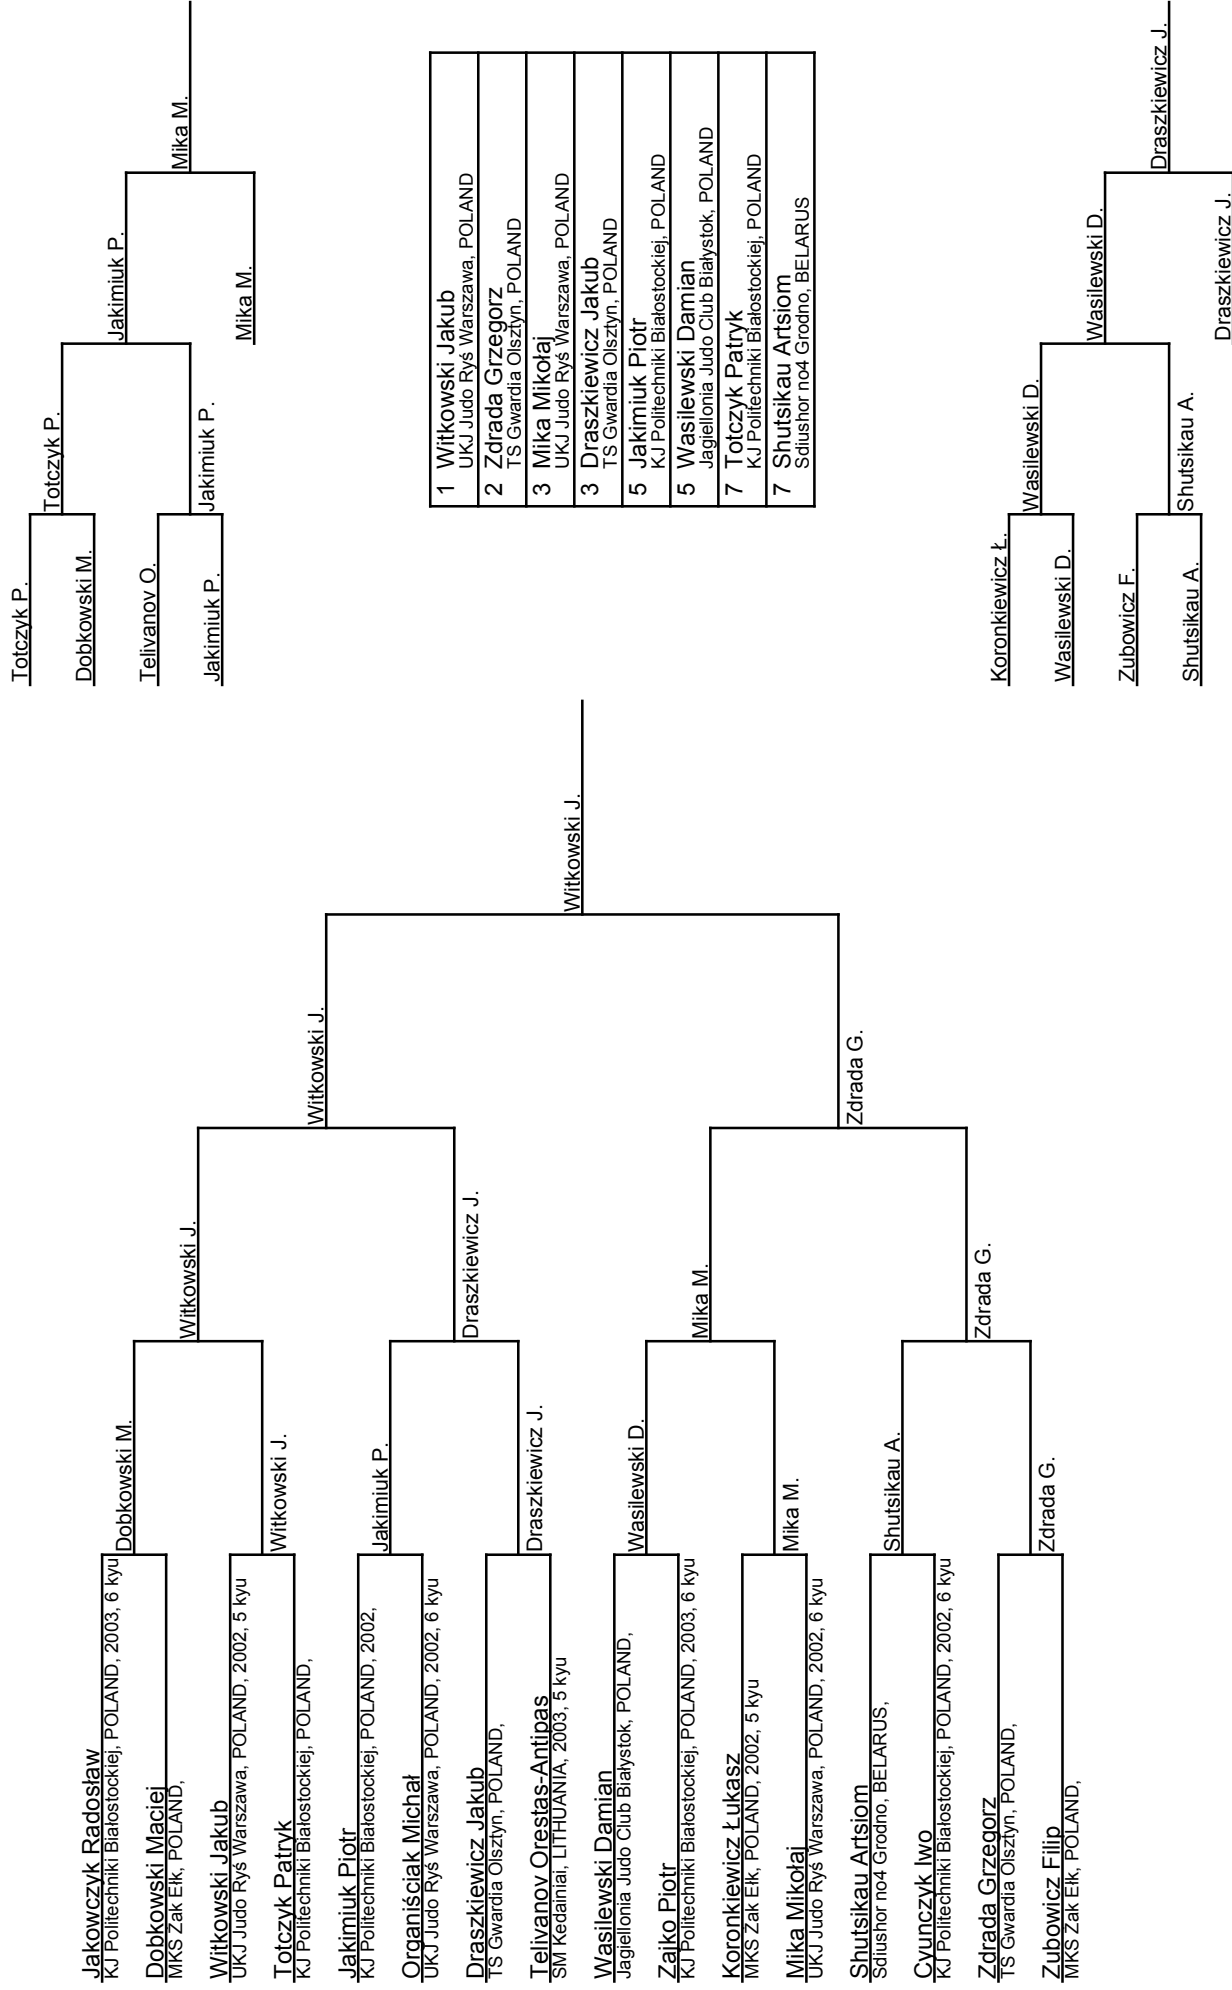 Jakowczyk Radosław
KJ Politechniki Białostockiej, POLAND, 2003, 6 kyu
Dobkowski Maciej
MKS Żak Ełk, POLAND,
Witkowski Jakub
UKJ Judo Ryś Warszawa, POLAND, 2002, 5 kyu
Totczyk Patryk
KJ Politechniki Białostockiej, POLAND,
Jakimiuk Piotr
KJ Politechniki Białostockiej, POLAND, 2002,
Organiściak Michał
UKJ Judo Ryś Warszawa, POLAND, 2002, 6 kyu
Draszkiewicz Jakub
TS Gwardia Olsztyn, POLAND,
Telivanov Orestas-Antipas
SM Kedainiai, LITHUANIA, 2003, 5 kyu
Wasilewski Damian
Jagiellonia Judo Club Białystok, POLAND,
Zajko Piotr
KJ Politechniki Białostockiej, POLAND, 2003, 6 kyu
Koronkiewicz Łukasz
MKS Żak Ełk, POLAND, 2002, 5 kyu
Mika Mikołaj
UKJ Judo Ryś Warszawa, POLAND, 2002, 6 kyu
Shutsikau Artsiom
Sdiushor no4 Grodno, BELARUS,
Cyunczyk Iwo
KJ Politechniki Białostockiej, POLAND, 2002, 6 kyu
Zdrada Grzegorz
TS Gwardia Olsztyn, POLAND,
Zubowicz Filip
MKS Żak Ełk, POLAND,
Dobkowski M.
Witkowski J.
Jakimiuk P.
Draszkiewicz J.
Wasilewski D.
Mika M.
Shutsikau A.
Zdrada G.
Witkowski J.
Draszkiewicz J.
Mika M.
Zdrada G.
Witkowski J.
Zdrada G.
Witkowski J.
Totczyk P.
Dobkowski M.
Telivanov O.
Jakimiuk P.
Totczyk P.
Jakimiuk P.
Jakimiuk P.
Mika M.
Mika M.
1 Witkowski Jakub
UKJ Judo Ryś Warszawa, POLAND
2 Zdrada Grzegorz
TS Gwardia Olsztyn, POLAND
3 Mika Mikołaj
UKJ Judo Ryś Warszawa, POLAND
3 Draszkiewicz Jakub
TS Gwardia Olsztyn, POLAND
5 Jakimiuk Piotr
KJ Politechniki Białostockiej, POLAND
5 Wasilewski Damian
Jagiellonia Judo Club Białystok, POLAND
7 Totczyk Patryk
KJ Politechniki Białostockiej, POLAND
7 Shutsikau Artsiom
Sdiushor no4 Grodno, BELARUS
Koronkiewicz Ł.
Wasilewski D.
Zubowicz F.
Shutsikau A.
Wasilewski D.
Shutsikau A.
Wasilewski D.
Draszkiewicz J.
Draszkiewicz J.